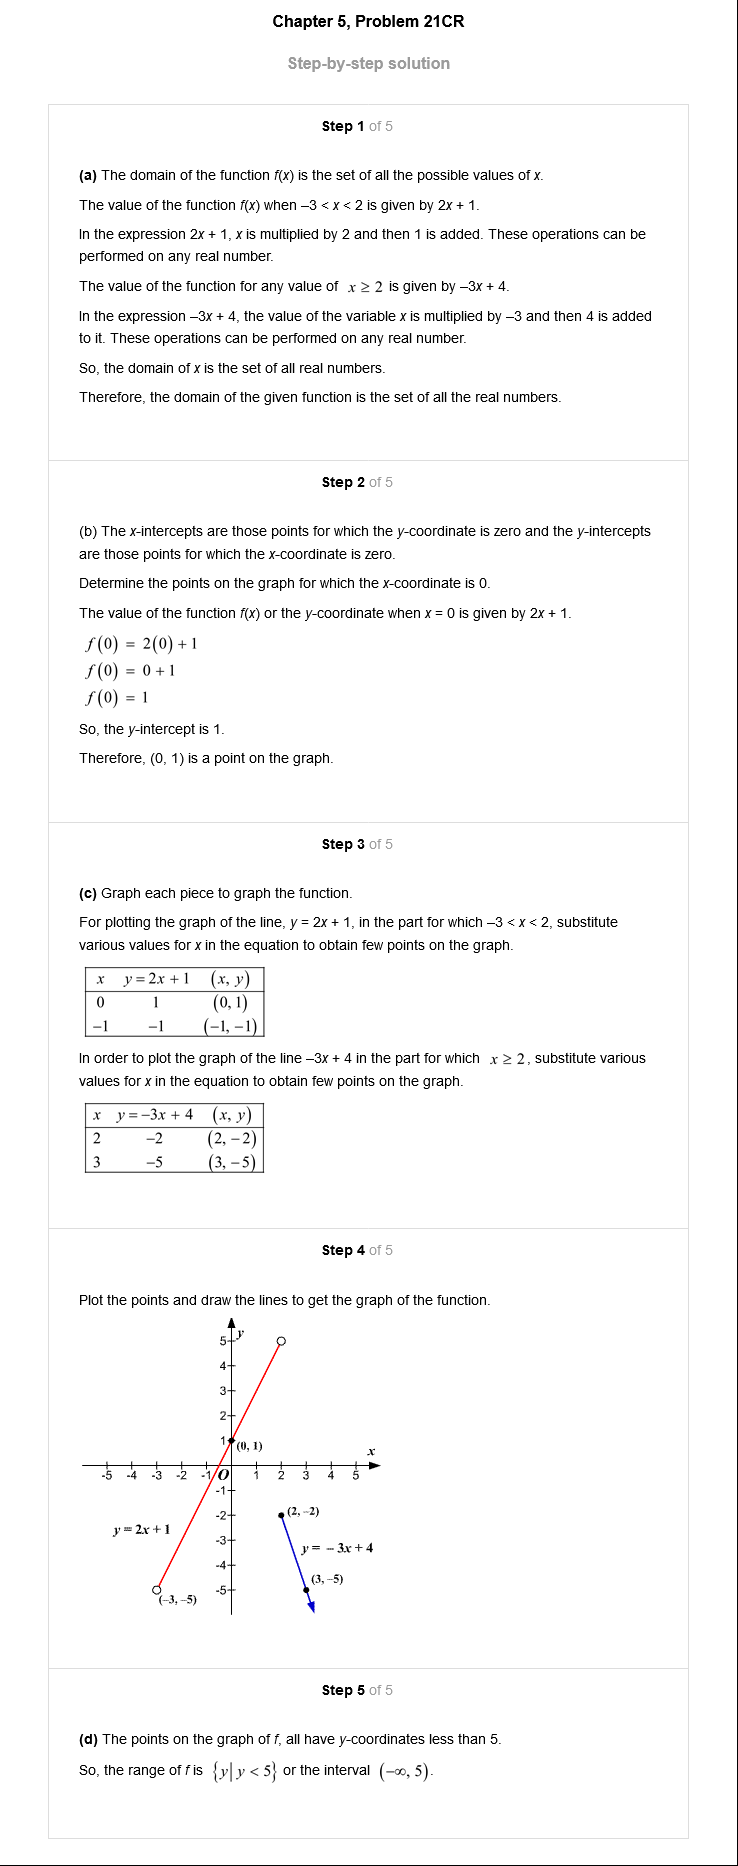 Chapter 5, Problem 21CR
Step-by-step solution
Step 1 of 5
(a) The domain of the function f(x) is the set of all the possible values of x.
The value of the function f(x) when –3 < x < 2 is given by 2x + 1.
In the expression 2x + 1, x is multiplied by 2 and then 1 is added. These operations can be
performed on any real number.
The value of the function for any value of x ≥ 2 is given by –3x + 4.
In the expression –3x + 4, the value of the variable x is multiplied by –3 and then 4 is added
to it. These operations can be performed on any real number.
So, the domain of x is the set of all real numbers.
Therefore, the domain of the given function is the set of all the real numbers.
Step 2 of 5
(b) The x-intercepts are those points for which the y-coordinate is zero and the y-intercepts
are those points for which the x-coordinate is zero.
Determine the points on the graph for which the x-coordinate is 0.
The value of the function f(x) or the y-coordinate when x = 0 is given by 2x + 1.
f(0) = 2(0) + 1
f(0) = 0 + 1
f(0) = 1
So, the y-intercept is 1.
Therefore, (0, 1) is a point on the graph.
Step 3 of 5
(c) Graph each piece to graph the function.
For plotting the graph of the line, y = 2x + 1, in the part for which –3 < x < 2, substitute
various values for x in the equation to obtain few points on the graph.
x y = 2x + 1 (x, y)
0 1 (0, 1)
−1 −1 (−1, −1)
In order to plot the graph of the line –3x + 4 in the part for which x ≥ 2, substitute various
values for x in the equation to obtain few points on the graph.
x y = −3x + 4 (x, y)
2 −2 (2, −2)
3 −5 (3, −5)
Step 4 of 5
Plot the points and draw the lines to get the graph of the function.
y
5
4
3
2
1 (0, 1)
x
-5 -4 -3 -2 -1 O 1 2 3 4 5
-1
-2 (2, −2)
y = 2x + 1
-3 y = − 3x + 4
-4
(3, −5)
-5
(−3, −5)
Step 5 of 5
(d) The points on the graph of f, all have y-coordinates less than 5.
So, the range of f is {y| y < 5} or the interval (−∞, 5).